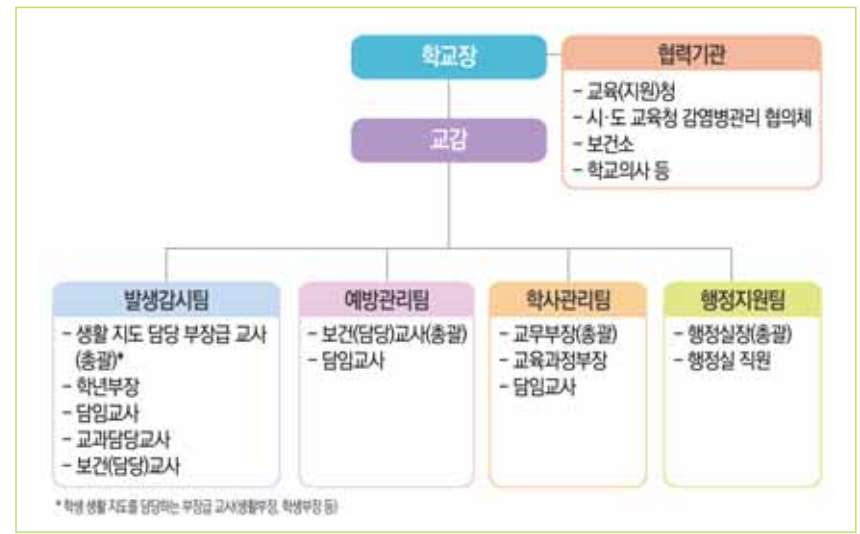 학교장
협력기관
- 교육(지원)청
- 시·도 교육청 감염병관리 협의체
- 보건소
- 학교의사 등
교감
발생감시팀
- 생활 지도 담당 부장급 교사
(총괄)*
- 학년부장
- 담임교사
- 교과담당교사
- 보건(담당)교사
예방관리팀
- 보건(담당)교사(총괄)
- 담임교사
학사관리팀
- 교무부장(총괄)
- 교육과정부장
- 담임교사
행정지원팀
- 행정실장(총괄)
- 행정실 직원
* 학생 생활 지도를 담당하는 부장급 교사(생활부장, 학생부장 등)